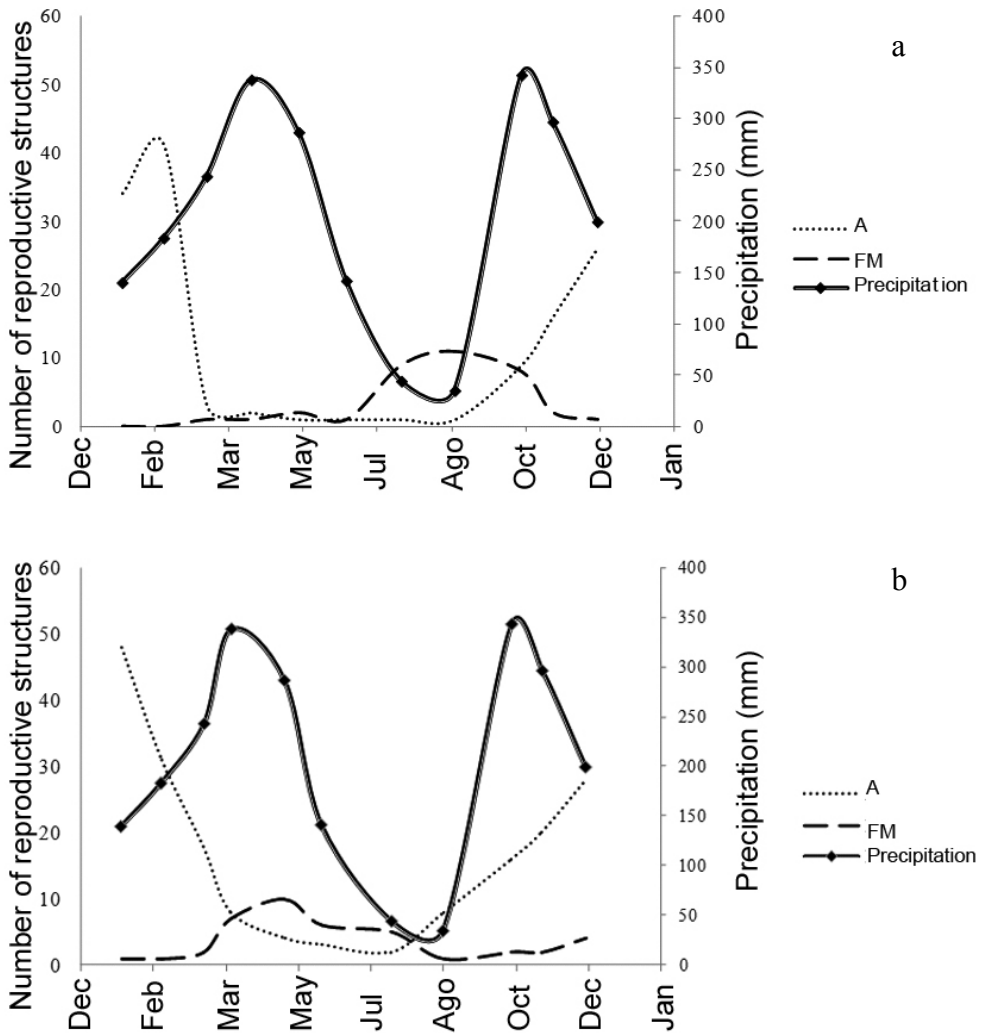 a
Number of reproductive structures
60
50
40
30
20
10
0
400
350
300
250
200
150
100
50
0
Precipitation (mm)
Dec
Feb
Mar
May
Jul
Ago
Oct
Dec
Jan
A
FM
Precipitation
b
Number of reproductive structures
60
50
40
30
20
10
0
400
350
300
250
200
150
100
50
0
Precipitation (mm)
Dec
Feb
Mar
May
Jul
Ago
Oct
Dec
Jan
A
FM
Precipitation